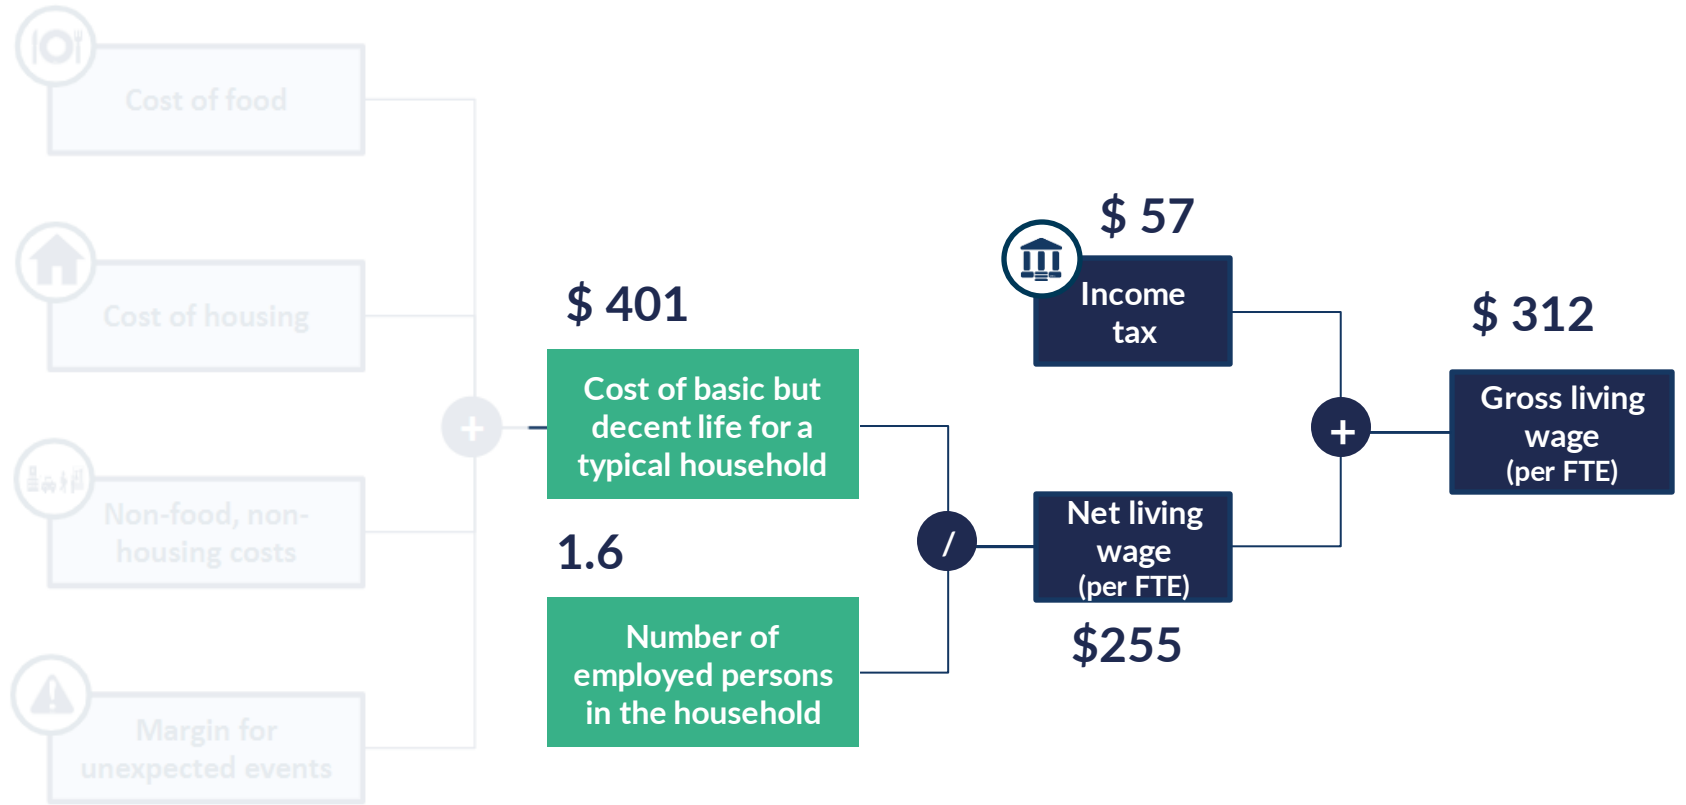 Cost of food
Cost of housing
Non-food, non-
housing costs
Margin for
unexpected events
+
$ 401
Cost of basic but
decent life for a
typical household
1.6
Number of
employed persons
in the household
/
$ 57
Income
tax
Net living
wage
(per FTE)
$255
+
$ 312
Gross living
wage
(per FTE)